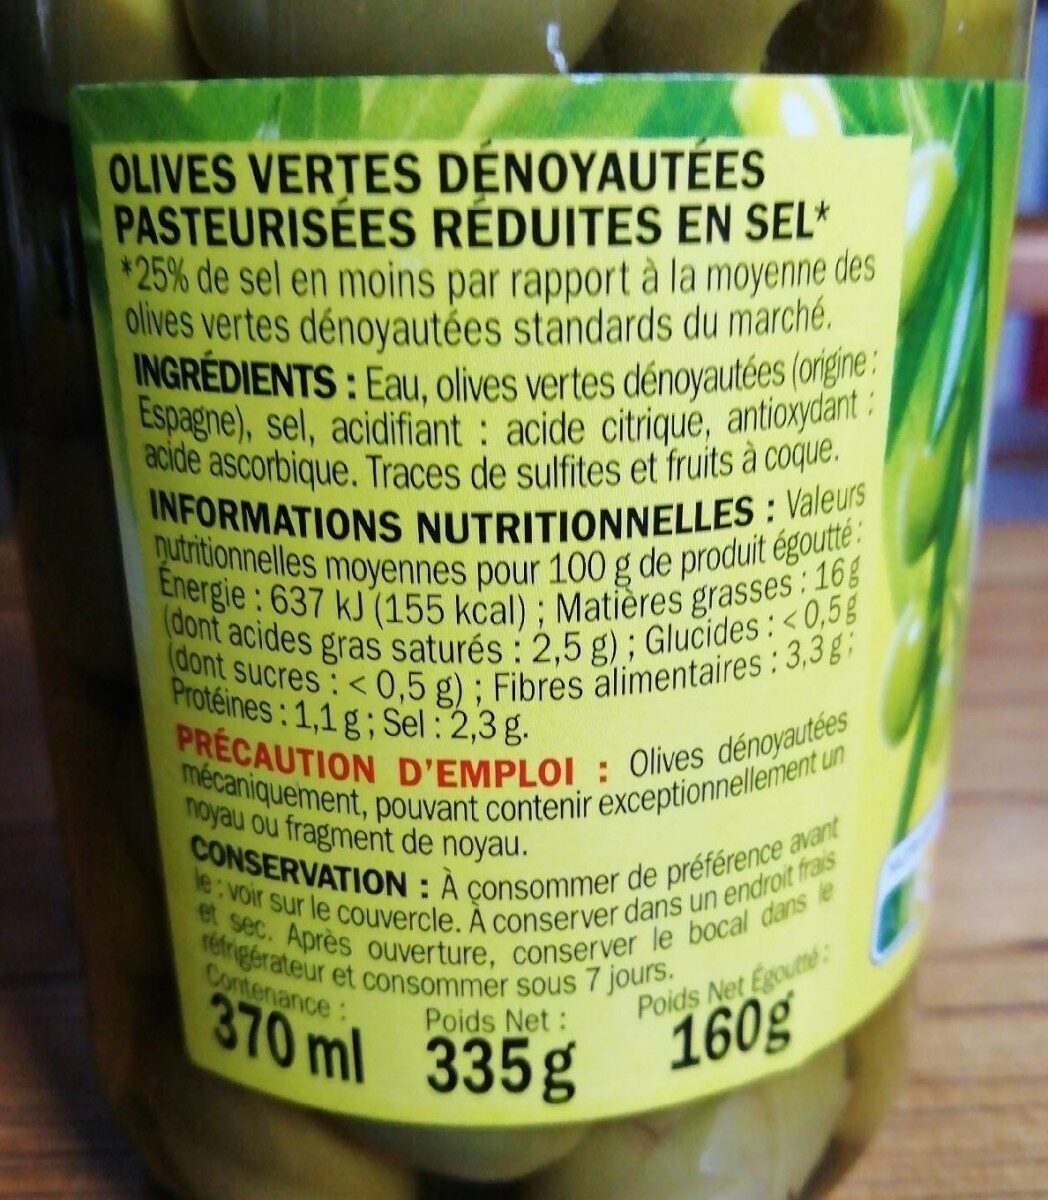 OLIVES VERTES DÉNOYAUTÉES
PASTEURISÉES RÉDUITES EN SEL*
*25% de sel en moins par rapport à la moyenne des
olives vertes dénoyautées standards du marché.
INGRÉDIENTS : Eau, olives vertes dénoyautées (origine :
Espagne), sel, acidifiant : acide citrique, antioxydant :
acide ascorbique. Traces de sulfites et fruits à coque.
INFORMATIONS NUTRITIONNELLES : Valeurs
nutritionnelles moyennes pour 100 g de produit égoutté :
Énergie : 637 kJ (155 kcal) ; Matières grasses : 16 g
(dont acides gras saturés : 2,5 g) ; Glucides : < 0,5 g
(dont sucres : < 0,5 g) ; Fibres alimentaires : 3,3 g ;
Protéines : 1,1 g ; Sel : 2,3 g.
PRÉCAUTION D'EMPLOI : Olives dénoyautées
mécaniquement, pouvant contenir exceptionnellement un
noyau ou fragment de noyau.
CONSERVATION : À consommer de préférence avant
le : voir sur le couvercle. À conserver dans un endroit frais
et sec. Après ouverture, conserver le bocal dans le
réfrigérateur et consommer sous 7 jours.
Contenance : Poids Net : Poids Net Égoutté :
370 ml 335 g 160g